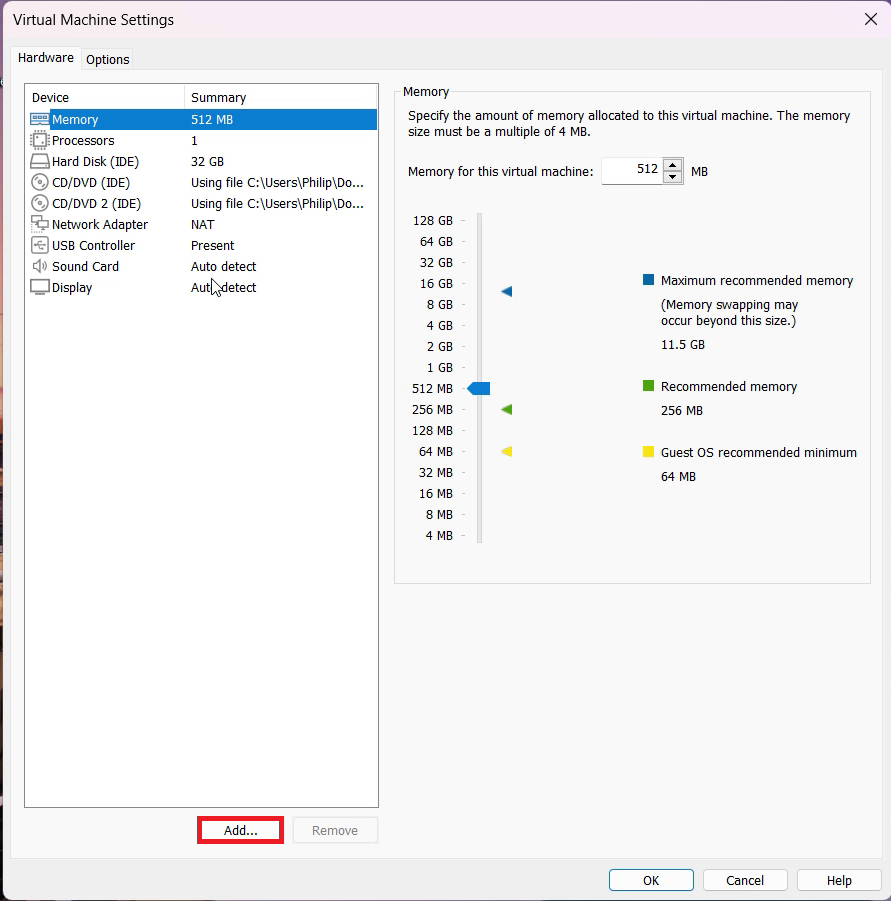 Virtual Machine Settings
Hardware
Options
Device Summary
Memory 512 MB
Processors 1
Hard Disk (IDE) 32 GB
CD/DVD (IDE) Using file C:\Users\Philip\Do...
CD/DVD 2 (IDE) Using file C:\Users\Philip\Do...
Network Adapter NAT
USB Controller Present
Sound Card Auto detect
Display Auto detect
Add...
Remove
Memory
Specify the amount of memory allocated to this virtual machine. The memory
size must be a multiple of 4 MB.
Memory for this virtual machine: 512 MB
128 GB
64 GB
32 GB
16 GB
8 GB
4 GB
2 GB
1 GB
512 MB
256 MB
128 MB
64 MB
32 MB
16 MB
8 MB
4 MB
Maximum recommended memory
(Memory swapping may
occur beyond this size.)
11.5 GB
Recommended memory
256 MB
Guest OS recommended minimum
64 MB
OK
Cancel
Help